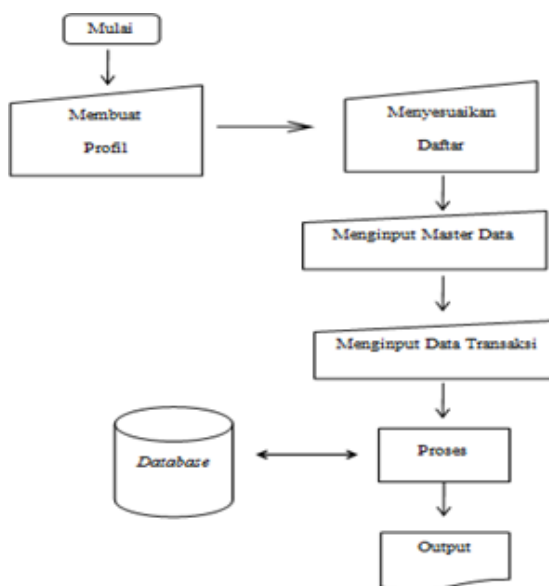 Mulai
Membuat
Profil
Menyesuaikan
Daftar
Menginput Master Data
Menginput Data Transaksi
Database
Proses
Output